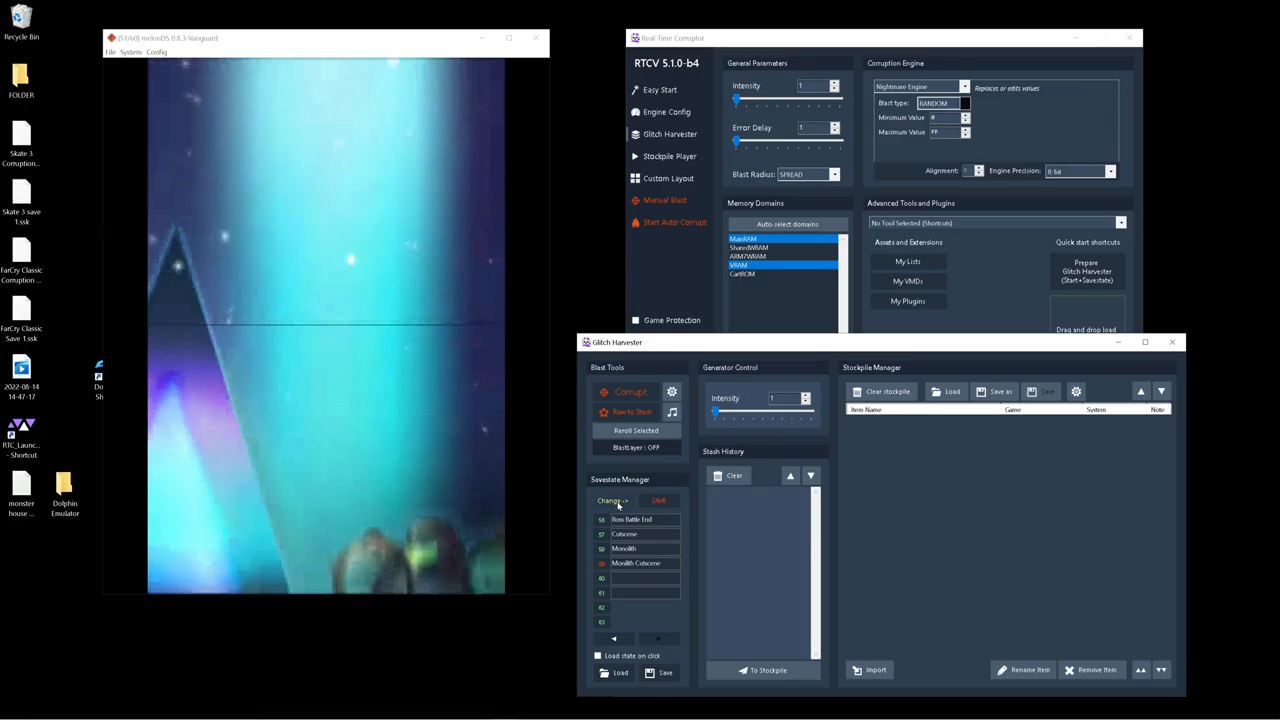 Recycle Bin
FOLDER
Skate 3
Corruption...
Skate 3 save
1.ssk
FarCry Classic
Corruption ...
FarCry Classic
Save 1.ssk
2022-08-14
14-47-17
RTC_Launc...
- Shortcut
monster
house ...
Dolphin
Emulator
[51/60] melonDS 0.8.3-Vanguard
File System Config
Real-Time Corruptor
RTCV 5.1.0-b4
Easy Start
Engine Config
Glitch Harvester
Stockpile Player
Custom Layout
Manual Blast
Start Auto-Corrupt
Game Protection
General Parameters
Intensity 1
Error Delay 1
Blast Radius: SPREAD
Memory Domains
Auto-select domains
MainRAM
SharedWRAM
ARM7WRAM
VRAM
CartROM
Corruption Engine
Nightmare Engine Replaces or edits values
Blast type: RANDOM
Minimum Value 0
Maximum Value FF
Alignment: 0 Engine Precision: 8-bit
Advanced Tools and Plugins
No Tool Selected (Shortcuts)
Assets and Extensions
My Lists
My VMDs
My Plugins
Quick start shortcuts
Prepare
Glitch Harvester
(Start+Savestate)
Drag and drop load
Glitch Harvester
Blast Tools
Corrupt
Raw to Stash
Reroll Selected
BlastLayer : OFF
Savestate Manager
Change -> SAVE
56 Boss Battle End
57 Cutscene
58 Monolith
59 Monilith Cutscene
60
61
62
63
Load state on click
Load Save
Generator Control
Intensity 1
Stash History
Clear
To Stockpile
Stockpile Manager
Clear stockpile Load Save as Save
Item Name Game System Note
Import Rename Item Remove Item